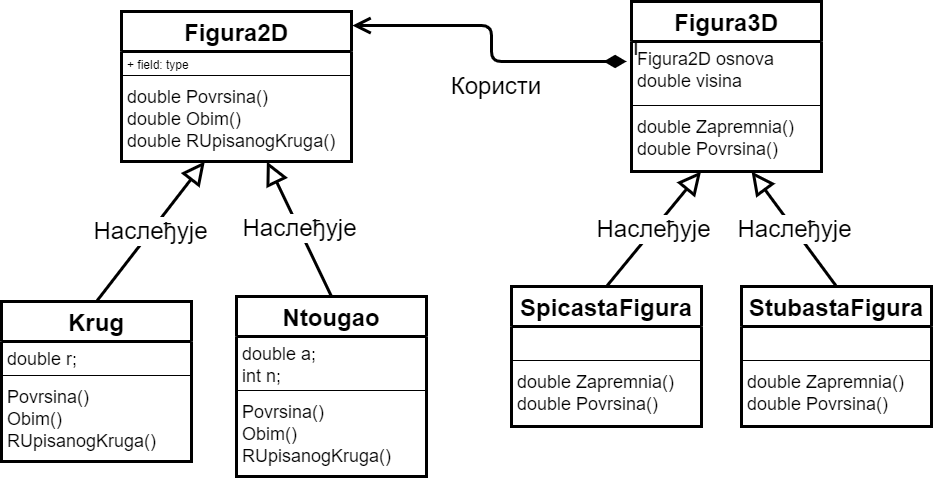 Figura2D
+ field: type
double Povrsina()
double Obim()
double RUpisanogKruga()
Користи
Figura3D
Figura2D osnova
double visina
double Zapremnia()
double Povrsina()
Наслеђује
Наслеђује
Наслеђује
Наслеђује
Krug
double r;
Povrsina()
Obim()
RUpisanogKruga()
Ntougao
double a;
int n;
Povrsina()
Obim()
RUpisanogKruga()
SpicastaFigura
double Zapremnia()
double Povrsina()
StubastaFigura
double Zapremnia()
double Povrsina()